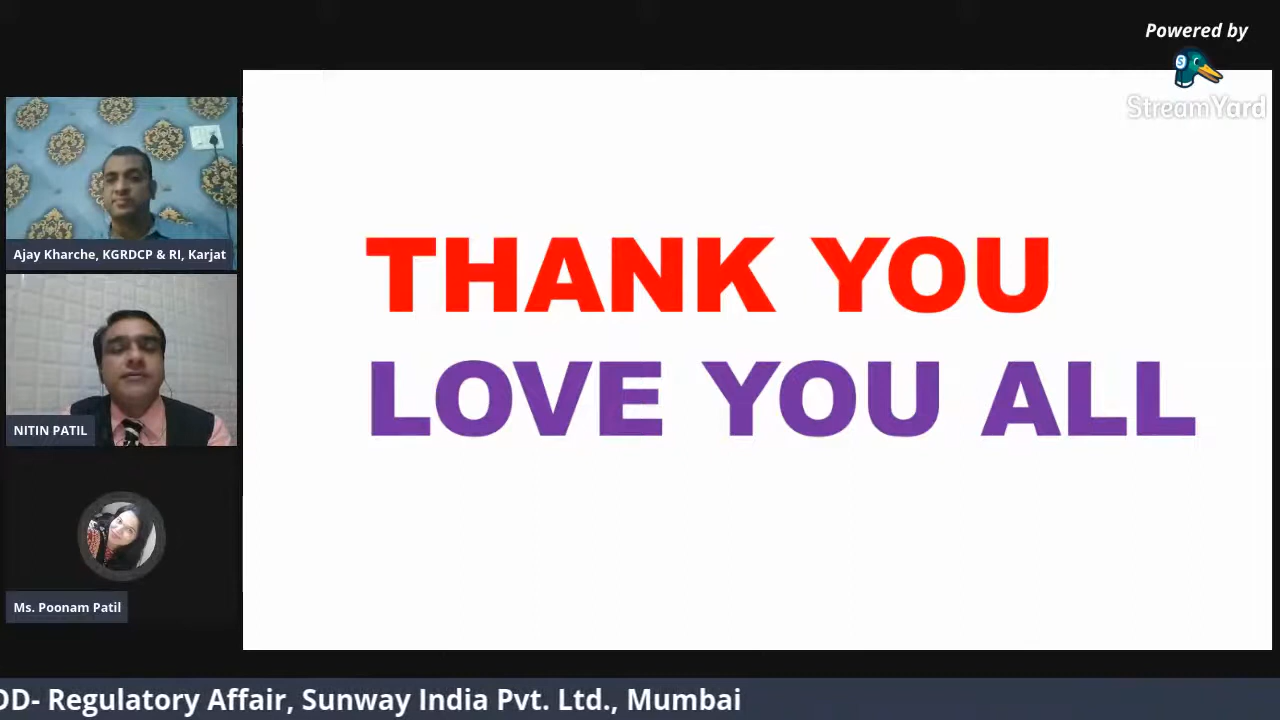 Powered by
StreamYard
Ajay Kharche, KGRDCP & RI, Karjat
NITIN PATIL
Ms. Poonam Patil
THANK YOU
LOVE YOU ALL
DD- Regulatory Affair, Sunway India Pvt. Ltd., Mumbai